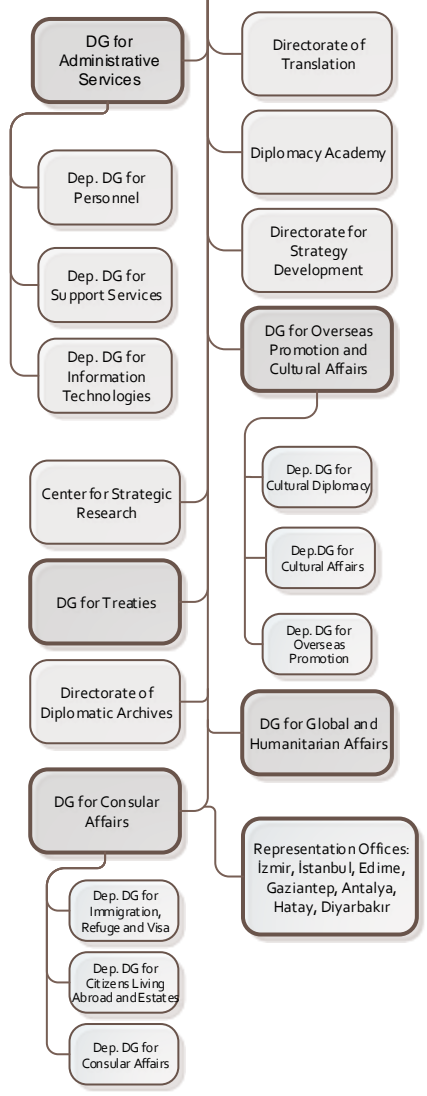 DG for
Administrative
Services
Dep. DG for
Personnel
Dep. DG for
Support Services
Dep. DG for
Information
Technologies
Center for Strategic
Research
DG for Treaties
Directorate of
Diplomatic Archives
DG for Consular
Affairs
Dep. DG for
Immigration,
Refuge and Visa
Dep. DG for
Citizens Living
Abroad and Estates
Dep. DG for
Consular Affairs
Directorate of
Translation
Diplomacy Academy
Directorate for
Strategy
Development
DG for Overseas
Promotion and
Cultural Affairs
Dep. DG for
Cultural Diplomacy
Dep.DG for
Cultural Affairs
Dep. DG for
Overseas
Promotion
DG for Global and
Humanitarian Affairs
Representation Offices:
İzmir, İstanbul, Edime,
Gaziantep, Antalya,
Hatay, Diyarbakır